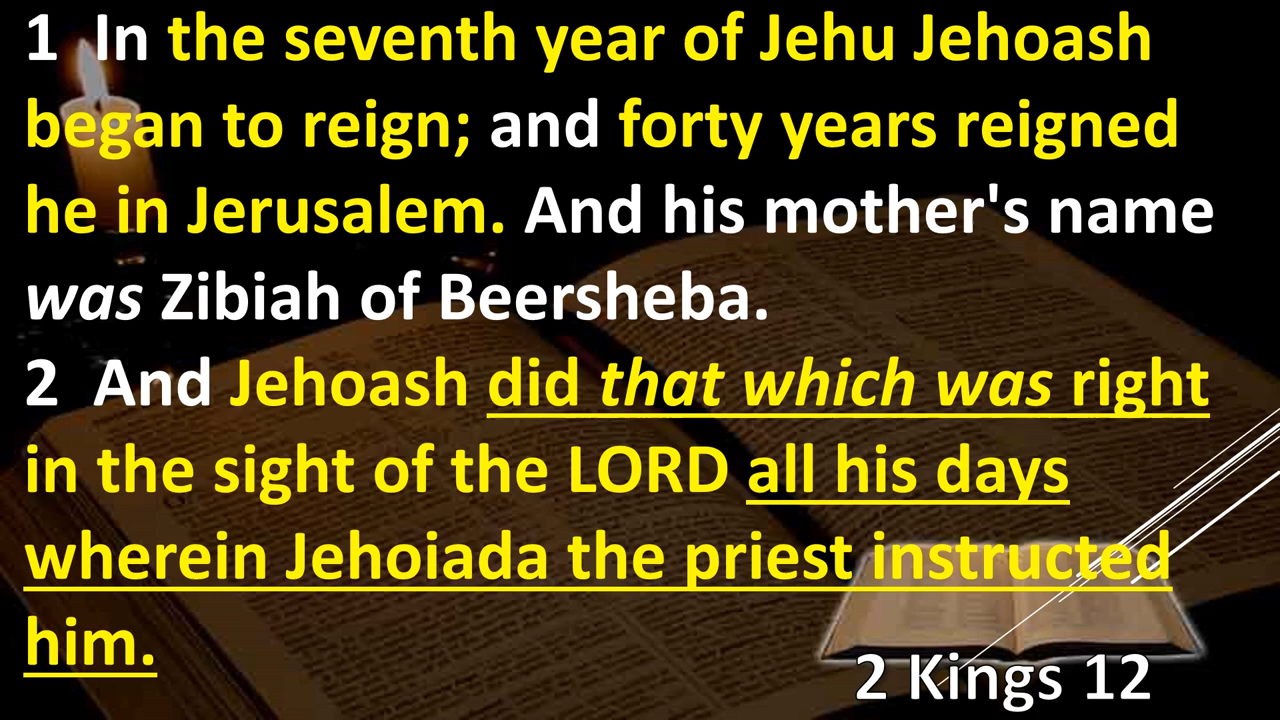 1 In the seventh year of Jehu Jehoash
began to reign; and forty years reigned
he in Jerusalem. And his mother's name
was Zibiah of Beersheba.
2 And Jehoash did that which was right
in the sight of the LORD all his days
wherein Jehoiada the priest instructed
him.
2 Kings 12